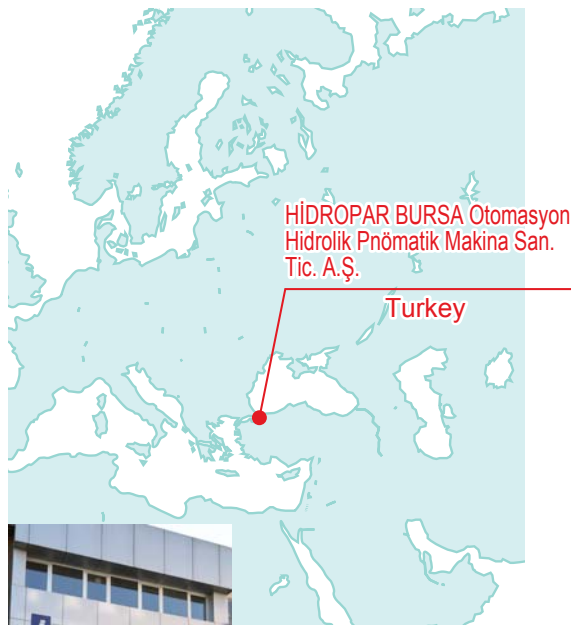 HİDROPAR BURSA Otomasyon
Hidrolik Pnömatik Makina San.
Tic. A.Ş.
Turkey